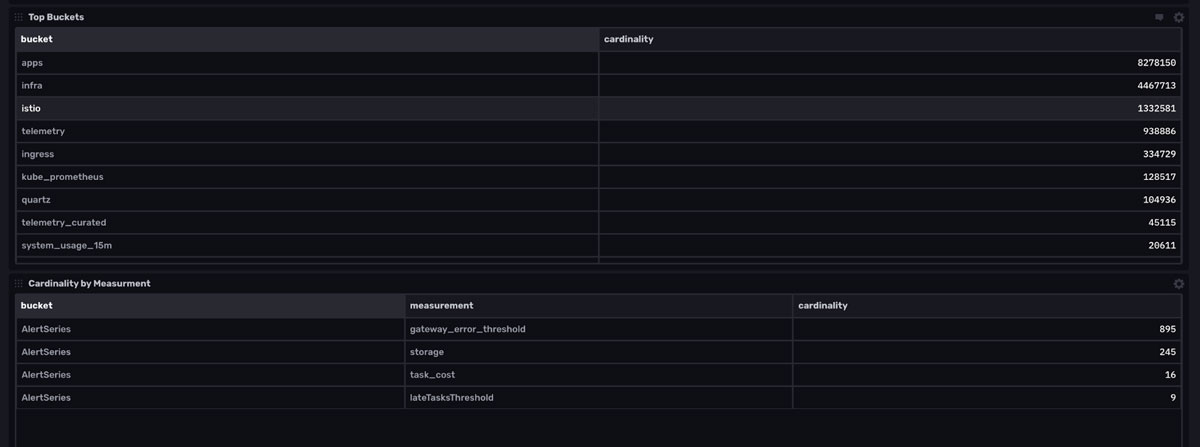 Top Buckets
bucket cardinality
apps 8278150
infra 4467713
istio 1332581
telemetry 938886
ingress 334729
kube_prometheus 128517
quartz 104936
telemetry_curated 45115
system_usage_15m 20611
Cardinality by Measurment
bucket measurement cardinality
AlertSeries gateway_error_threshold 895
AlertSeries storage 245
AlertSeries task_cost 16
AlertSeries lateTasksThreshold 9